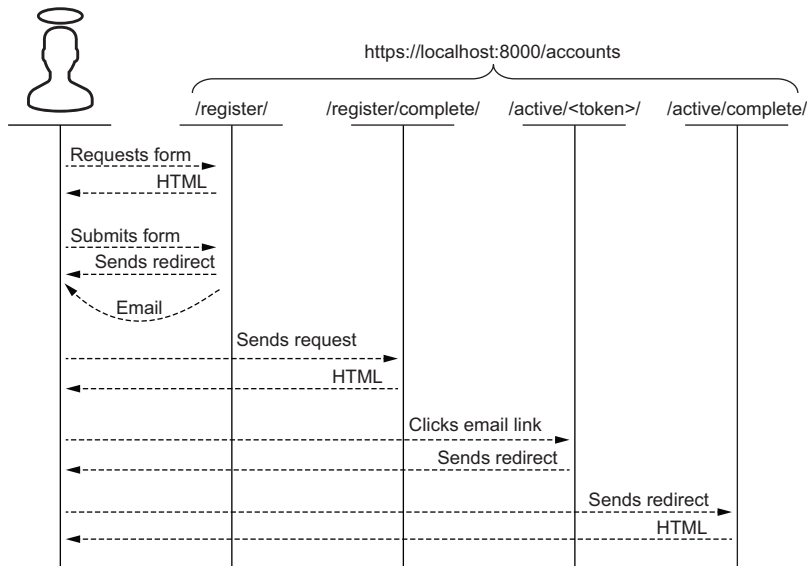 https://localhost:8000/accounts
/register/ /register/complete/ /active/<token>/ /active/complete/
Requests form
HTML
Submits form
Sends redirect
Email
Sends request
HTML
Clicks email link
Sends redirect
Sends redirect
HTML